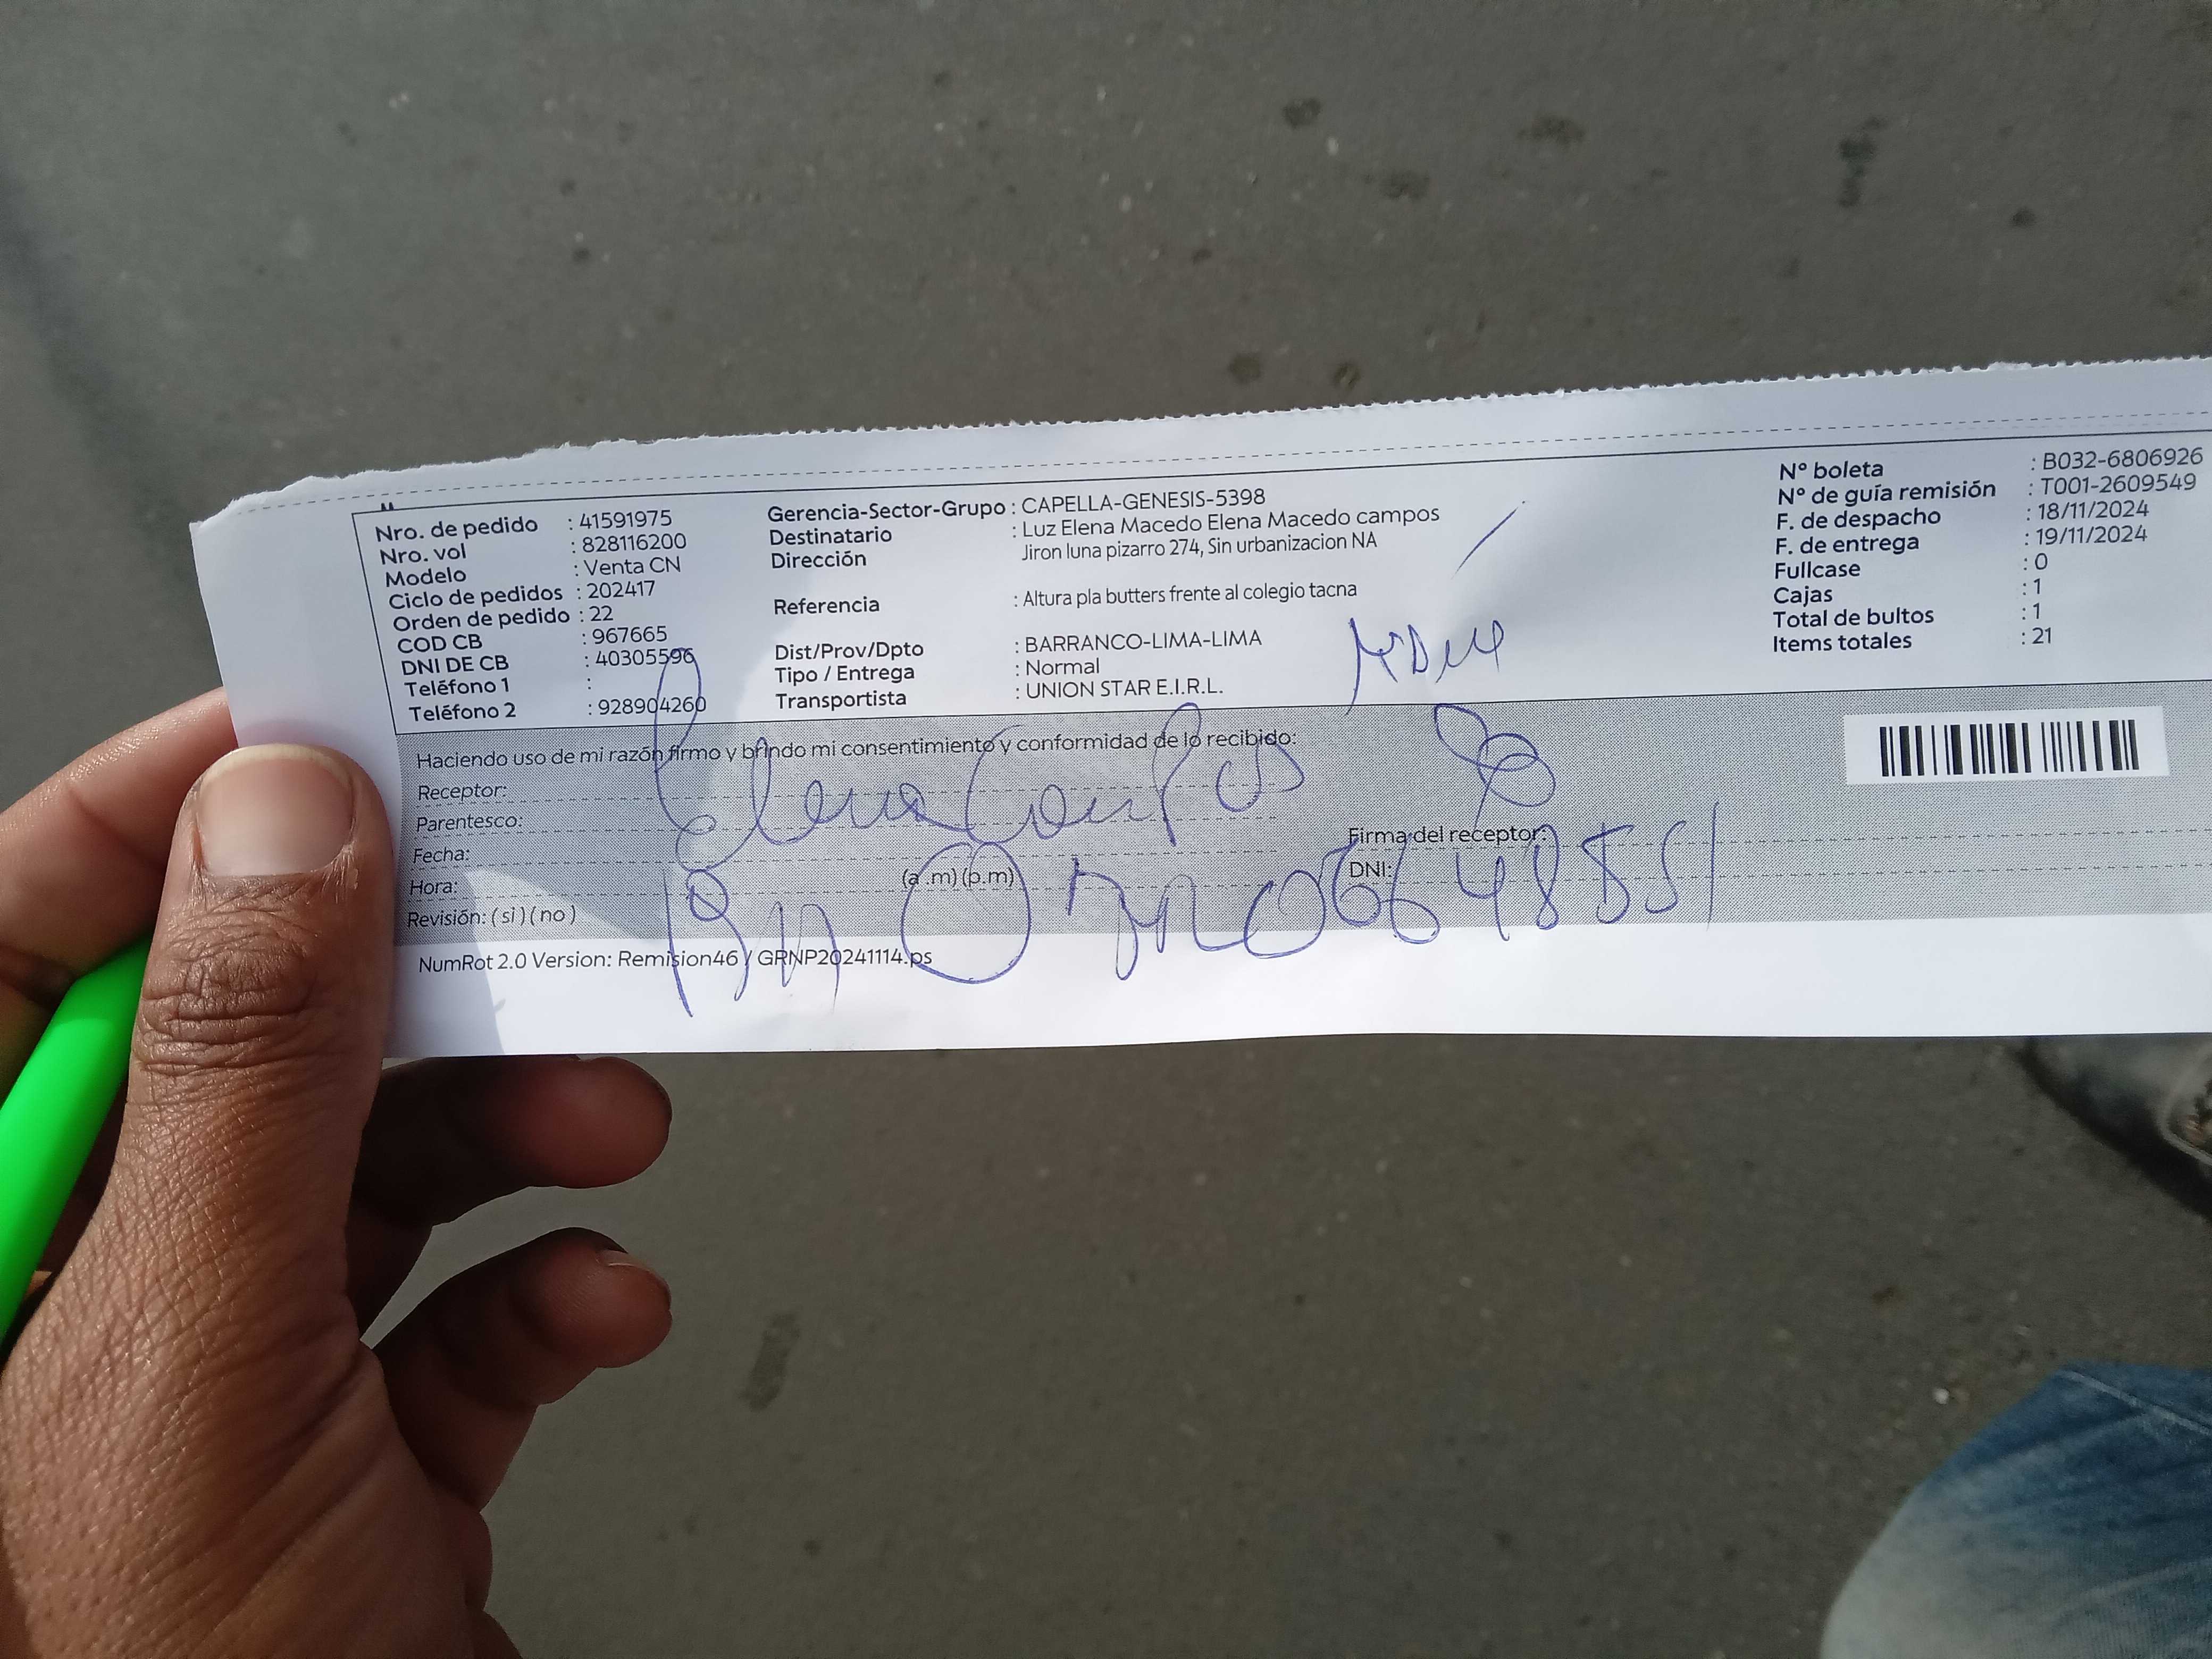 Nro. de pedido : 41591975
Nro. vol : 828116200
Modelo : Venta CN
Ciclo de pedidos : 202417
Orden de pedido : 22
COD CB : 967665
DNI DE CB : 40305596
Teléfono 1 :
Teléfono 2 : 928904260
Gerencia-Sector-Grupo : CAPELLA-GENESIS-5398
Destinatario : Luz Elena Macedo Elena Macedo campos
Dirección Jiron luna pizarro 274, Sin urbanizacion NA
Referencia : Altura pla butters frente al colegio tacna
Dist/Prov/Dpto : BARRANCO-LIMA-LIMA
Tipo / Entrega : Normal
Transportista : UNION STAR E.I.R.L.
N° boleta : B032-6806926
N° de guía remisión : T001-2609549
F. de despacho : 18/11/2024
F. de entrega : 19/11/2024
Fullcase : 0
Cajas : 1
Total de bultos : 1
Items totales : 21
Haciendo uso de mi razón firmo y brindo mi consentimiento y conformidad de lo recibido:
Receptor: Elena Campos
Parentesco:
Fecha:
Hora: (a .m) (p.m)
Revisión: ( si ) ( no )
Firma del receptor:
DNI: 06648551
NumRot 2.0 Version: Remision46 / GRNP20241114.ps